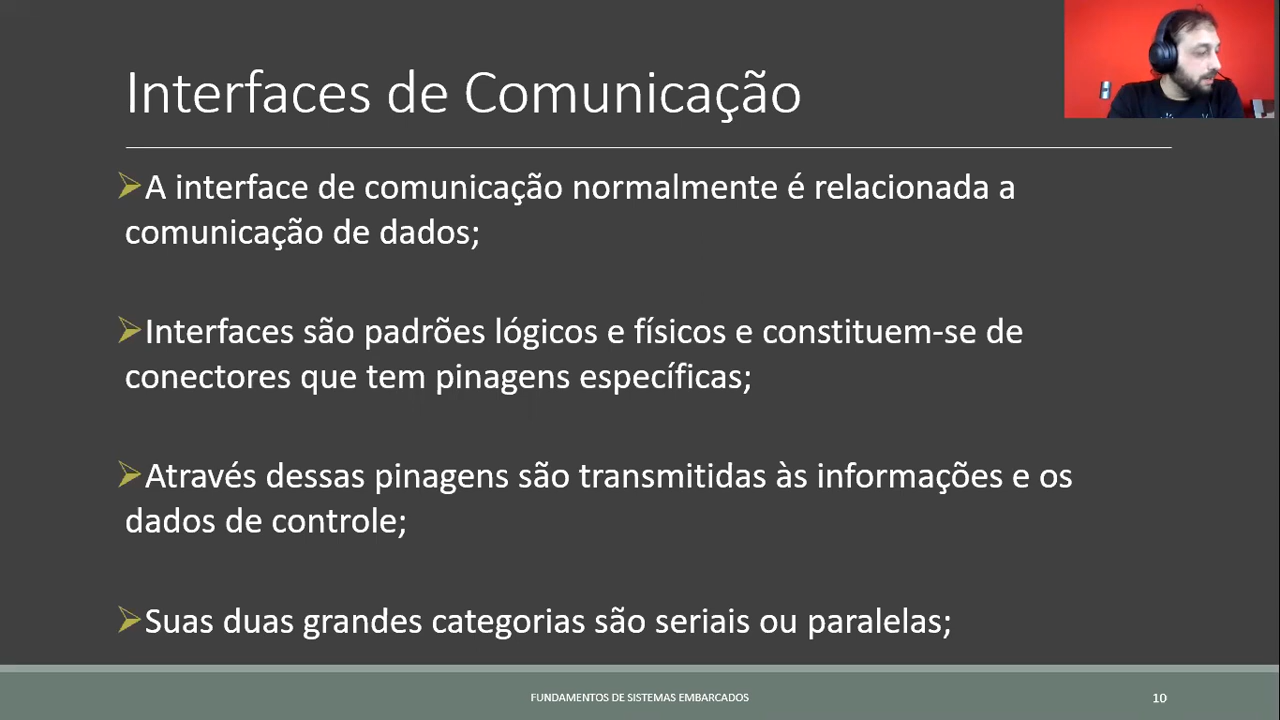 Interfaces de Comunicação
A interface de comunicação normalmente é relacionada a
comunicação de dados;
Interfaces são padrões lógicos e físicos e constituem-se de
conectores que tem pinagens específicas;
Através dessas pinagens são transmitidas às informações e os
dados de controle;
Suas duas grandes categorias são seriais ou paralelas;
FUNDAMENTOS DE SISTEMAS EMBARCADOS
10